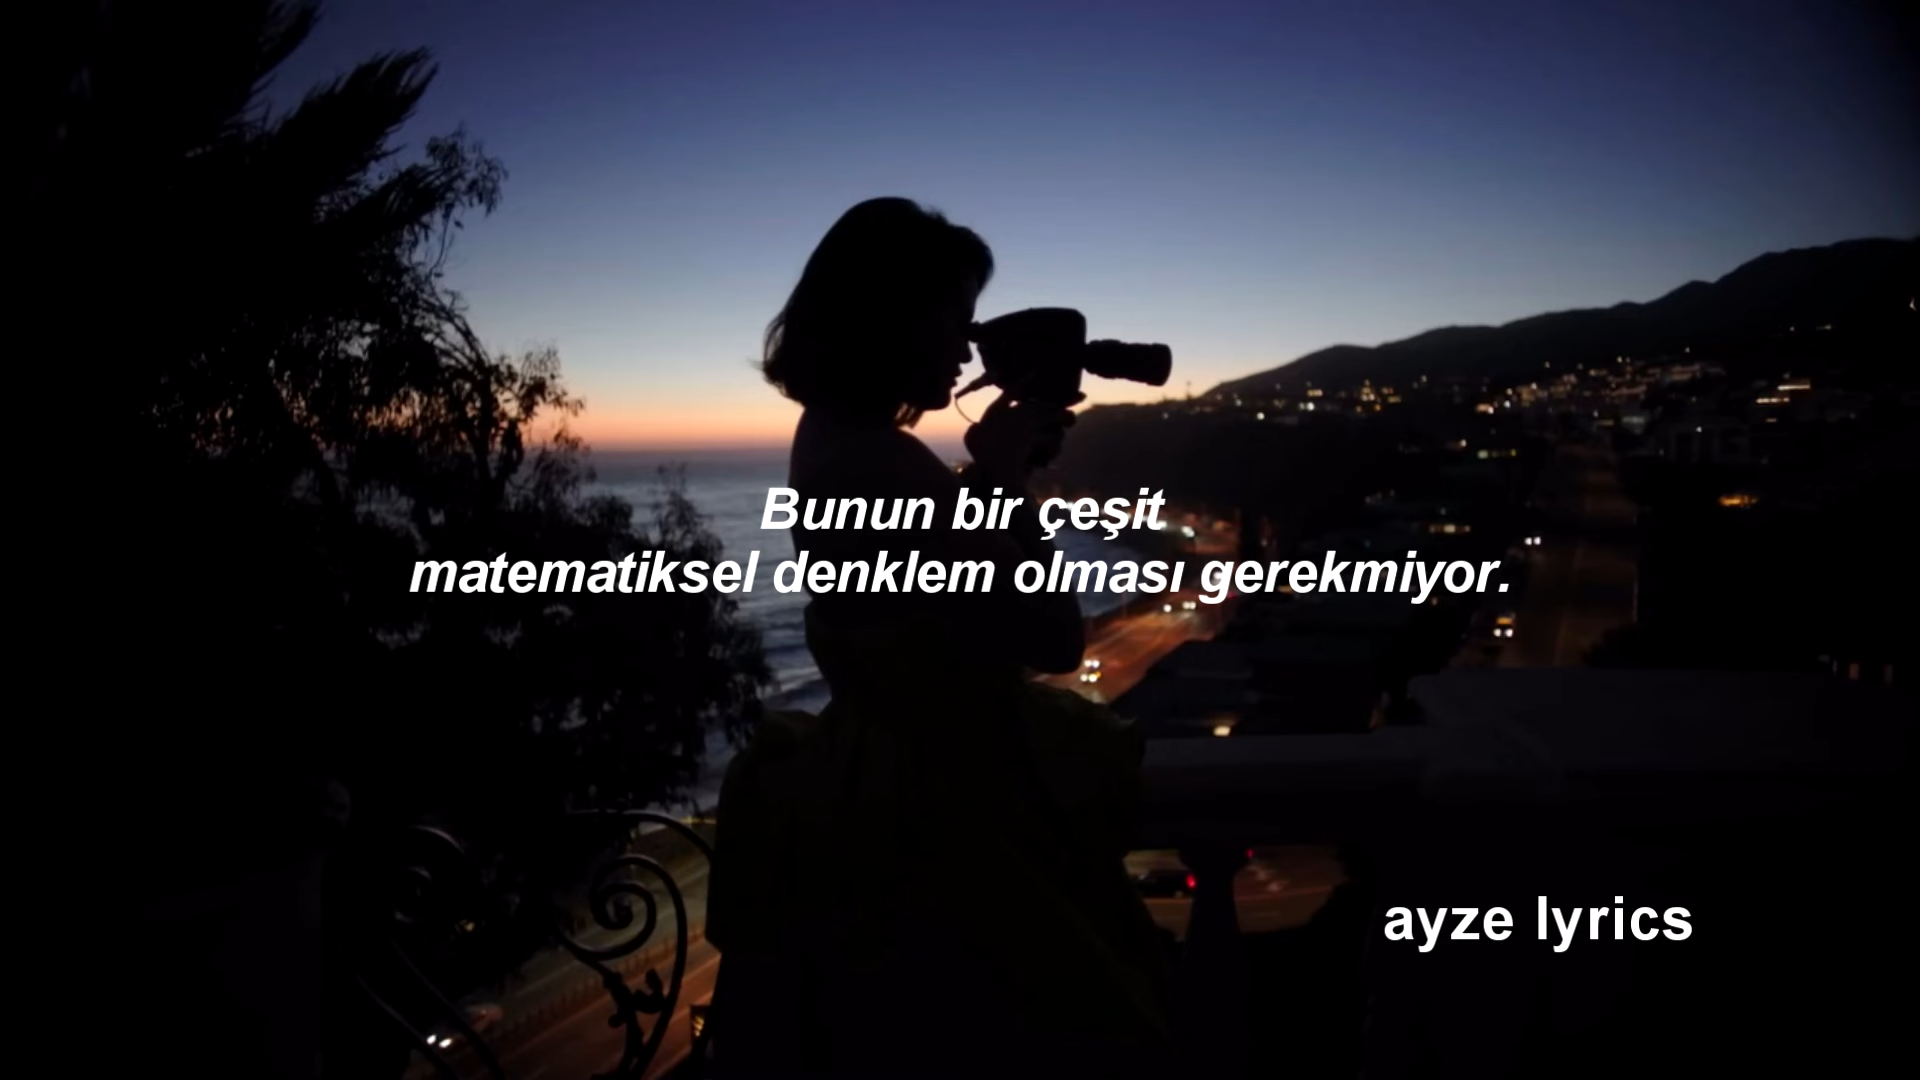 Bunun bir çeşit
matematiksel denklem olması gerekmiyor.
ayze lyrics